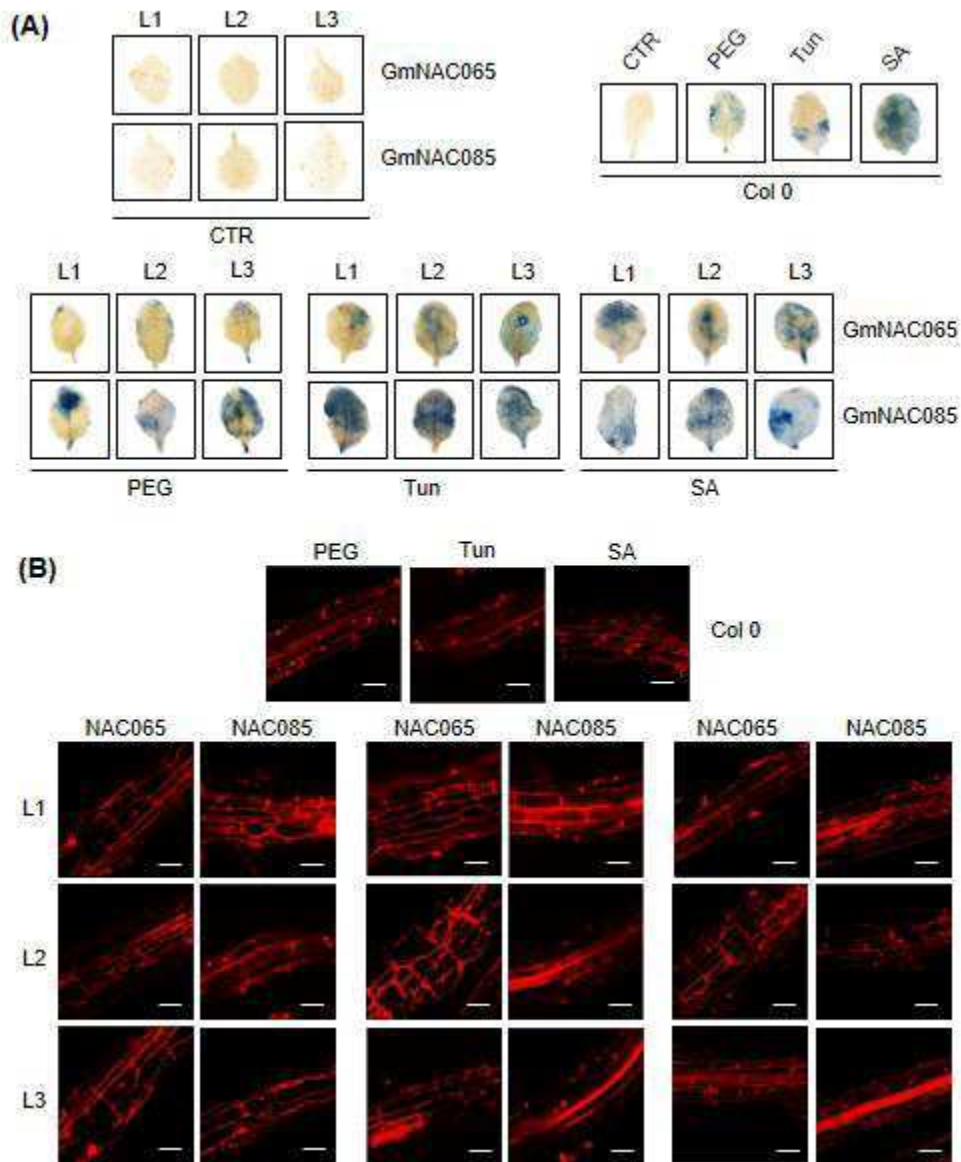 (A)
L1 L2 L3
GmNAC065
GmNAC085
CTR
CTR PEG Tun SA
Col 0
L1 L2 L3 L1 L2 L3 L1 L2 L3
GmNAC065
GmNAC085
PEG Tun SA
(B)
PEG Tun SA
Col 0
NAC065 NAC085 NAC065 NAC085 NAC065 NAC085
L1
L2
L3